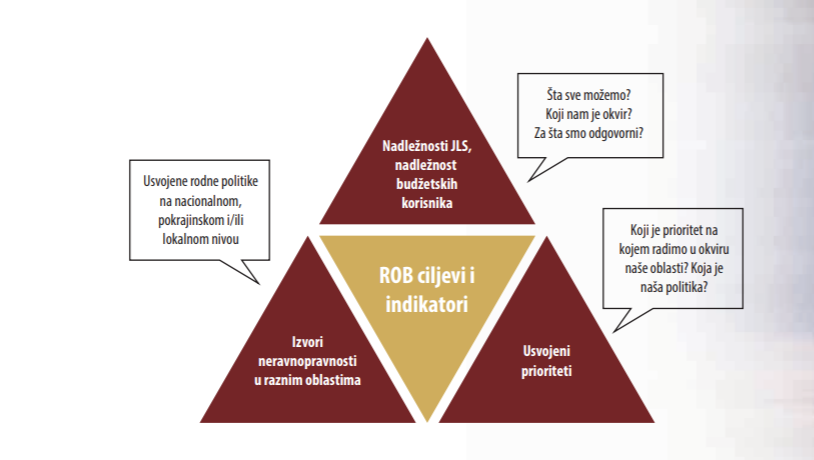 Šta sve možemo?
Koji nam je okvir?
Za šta smo odgovorni?
Nadležnosti JLS,
nadležnost
budžetskih
korisnika
Usvojene rodne politike
na nacionalnom,
pokrajinskom i/ili
lokalnom nivou
Koji je prioritet na
kojem radimo u okviru
naše oblasti? Koja je
naša politika?
ROB ciljevi i
indikatori
Izvori
neravnopravnosti
u raznim oblastima
Usvojeni
prioriteti